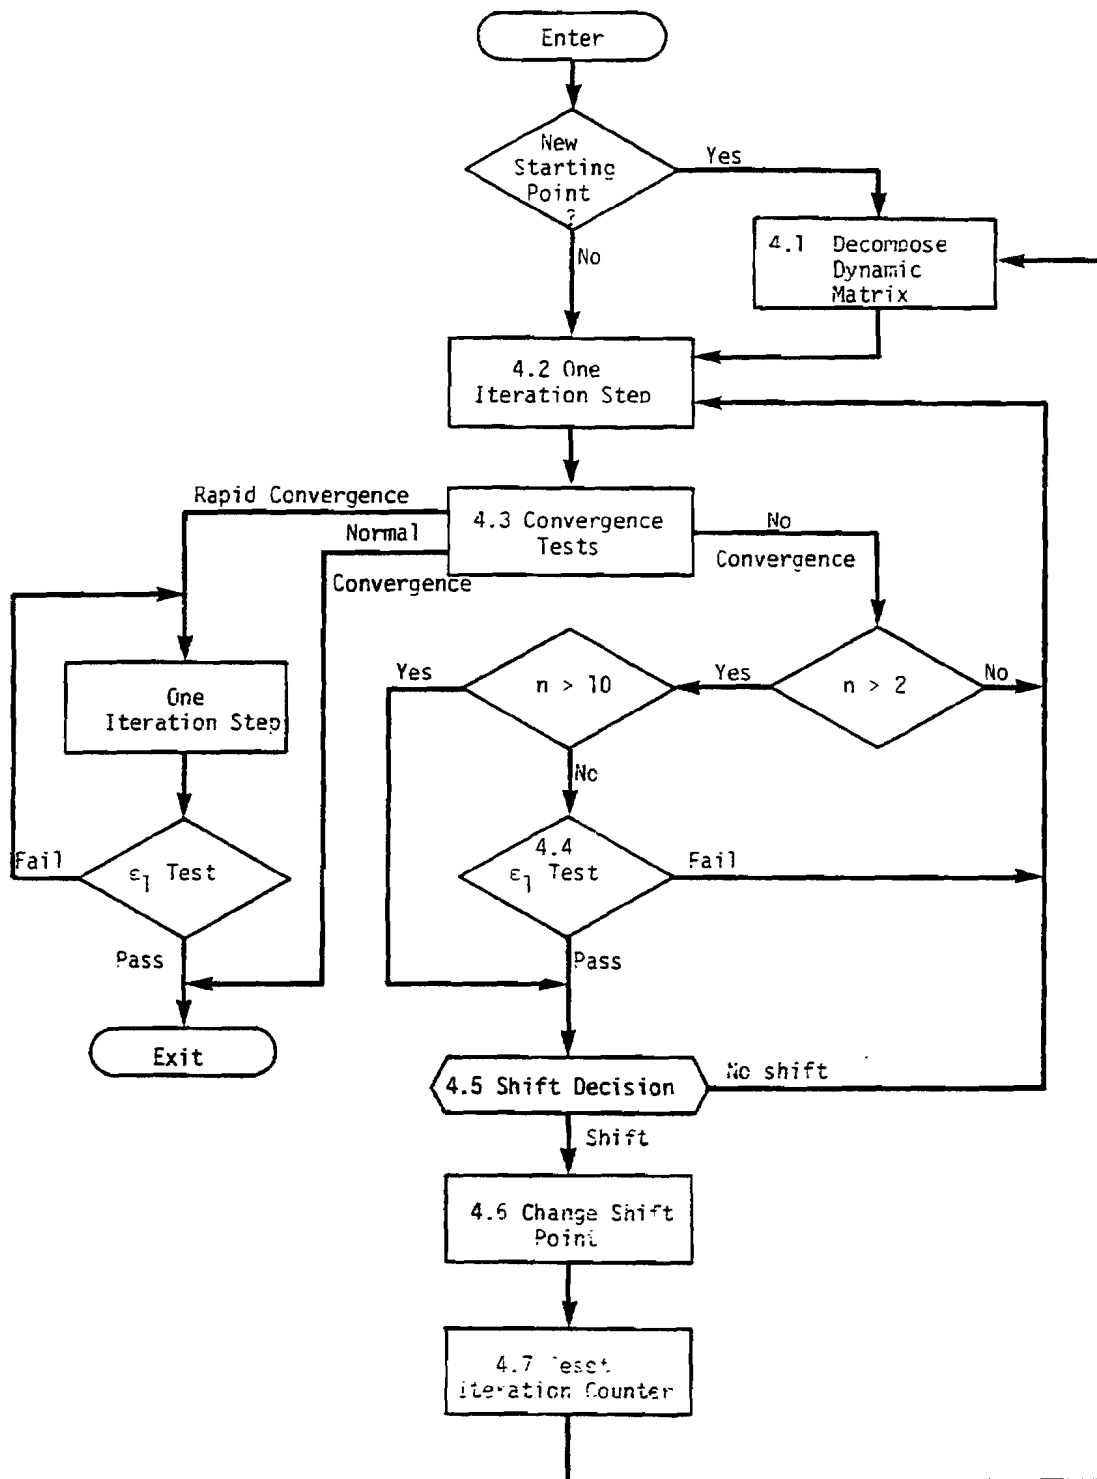 Enter
New
Starting
Point
?
Yes
No
4.1 Decompose
Dynamic
Matrix
4.2 One
Iteration Step
Rapid Convergence
Normal
Convergence
4.3 Convergence
Tests
No
Convergence
Yes
n > 10
Yes
n > 2
No
One
Iteration Step
No
Fail
ε1 Test
4.4
ε1 Test
Fail
Pass
Pass
Exit
4.5 Shift Decision
No shift
Shift
4.6 Change Shift
Point
4.7 Reset
Iteration Counter